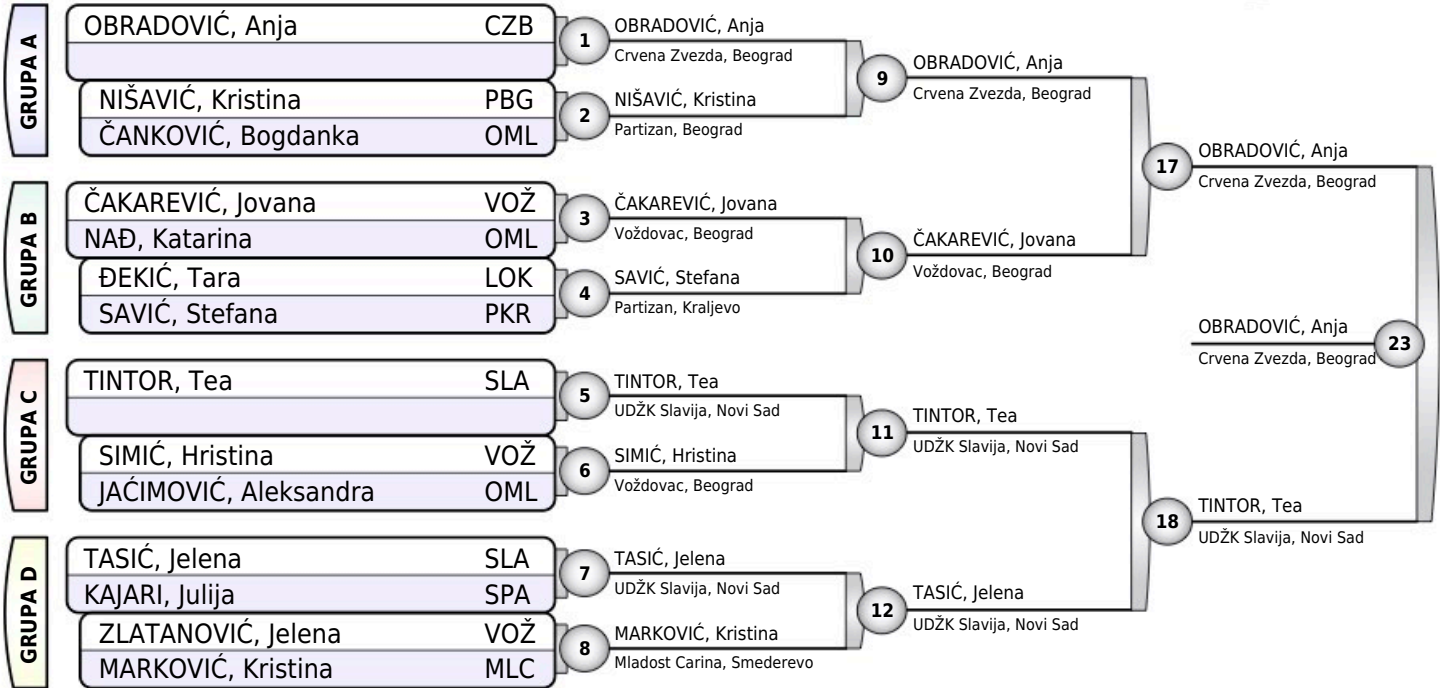 GRUPA A
OBRADOVIĆ, Anja CZB
NIŠAVIĆ, Kristina PBG
ČANKOVIĆ, Bogdanka OML
GRUPA B
ČAKAREVIĆ, Jovana VOŽ
NAĐ, Katarina OML
ĐEKIĆ, Tara LOK
SAVIĆ, Stefana PKR
GRUPA C
TINTOR, Tea SLA
SIMIĆ, Hristina VOŽ
JAĆIMOVIĆ, Aleksandra OML
GRUPA D
TASIĆ, Jelena SLA
KAJARI, Julija SPA
ZLATANOVIĆ, Jelena VOŽ
MARKOVIĆ, Kristina MLC
1
OBRADOVIĆ, Anja
Crvena Zvezda, Beograd
2
NIŠAVIĆ, Kristina
Partizan, Beograd
3
ČAKAREVIĆ, Jovana
Voždovac, Beograd
4
SAVIĆ, Stefana
Partizan, Kraljevo
5
TINTOR, Tea
UDŽK Slavija, Novi Sad
6
SIMIĆ, Hristina
Voždovac, Beograd
7
TASIĆ, Jelena
UDŽK Slavija, Novi Sad
8
MARKOVIĆ, Kristina
Mladost Carina, Smederevo
9
OBRADOVIĆ, Anja
Crvena Zvezda, Beograd
10
ČAKAREVIĆ, Jovana
Voždovac, Beograd
11
TINTOR, Tea
UDŽK Slavija, Novi Sad
12
TASIĆ, Jelena
UDŽK Slavija, Novi Sad
17
OBRADOVIĆ, Anja
Crvena Zvezda, Beograd
18
TINTOR, Tea
UDŽK Slavija, Novi Sad
OBRADOVIĆ, Anja
Crvena Zvezda, Beograd
23